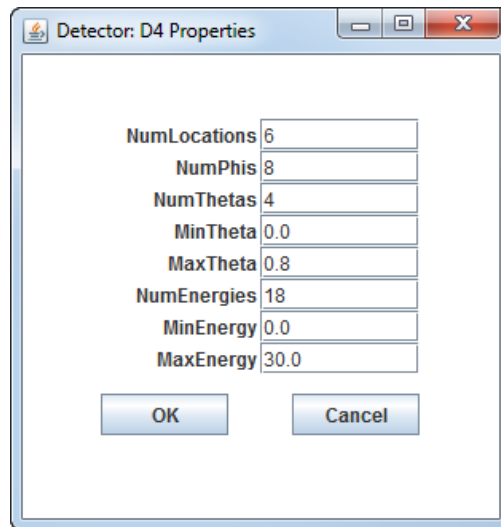 Detector: D4 Properties
NumLocations 6
NumPhis 8
NumThetas 4
MinTheta 0.0
MaxTheta 0.8
NumEnergies 18
MinEnergy 0.0
MaxEnergy 30.0
OK Cancel